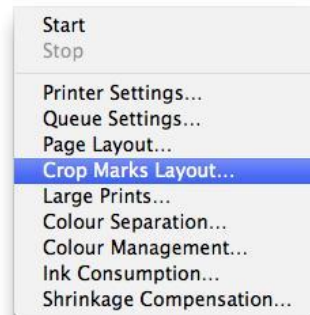 Start
Stop
Printer Settings...
Queue Settings...
Page Layout...
Crop Marks Layout...
Large Prints...
Colour Separation...
Colour Management...
Ink Consumption...
Shrinkage Compensation...